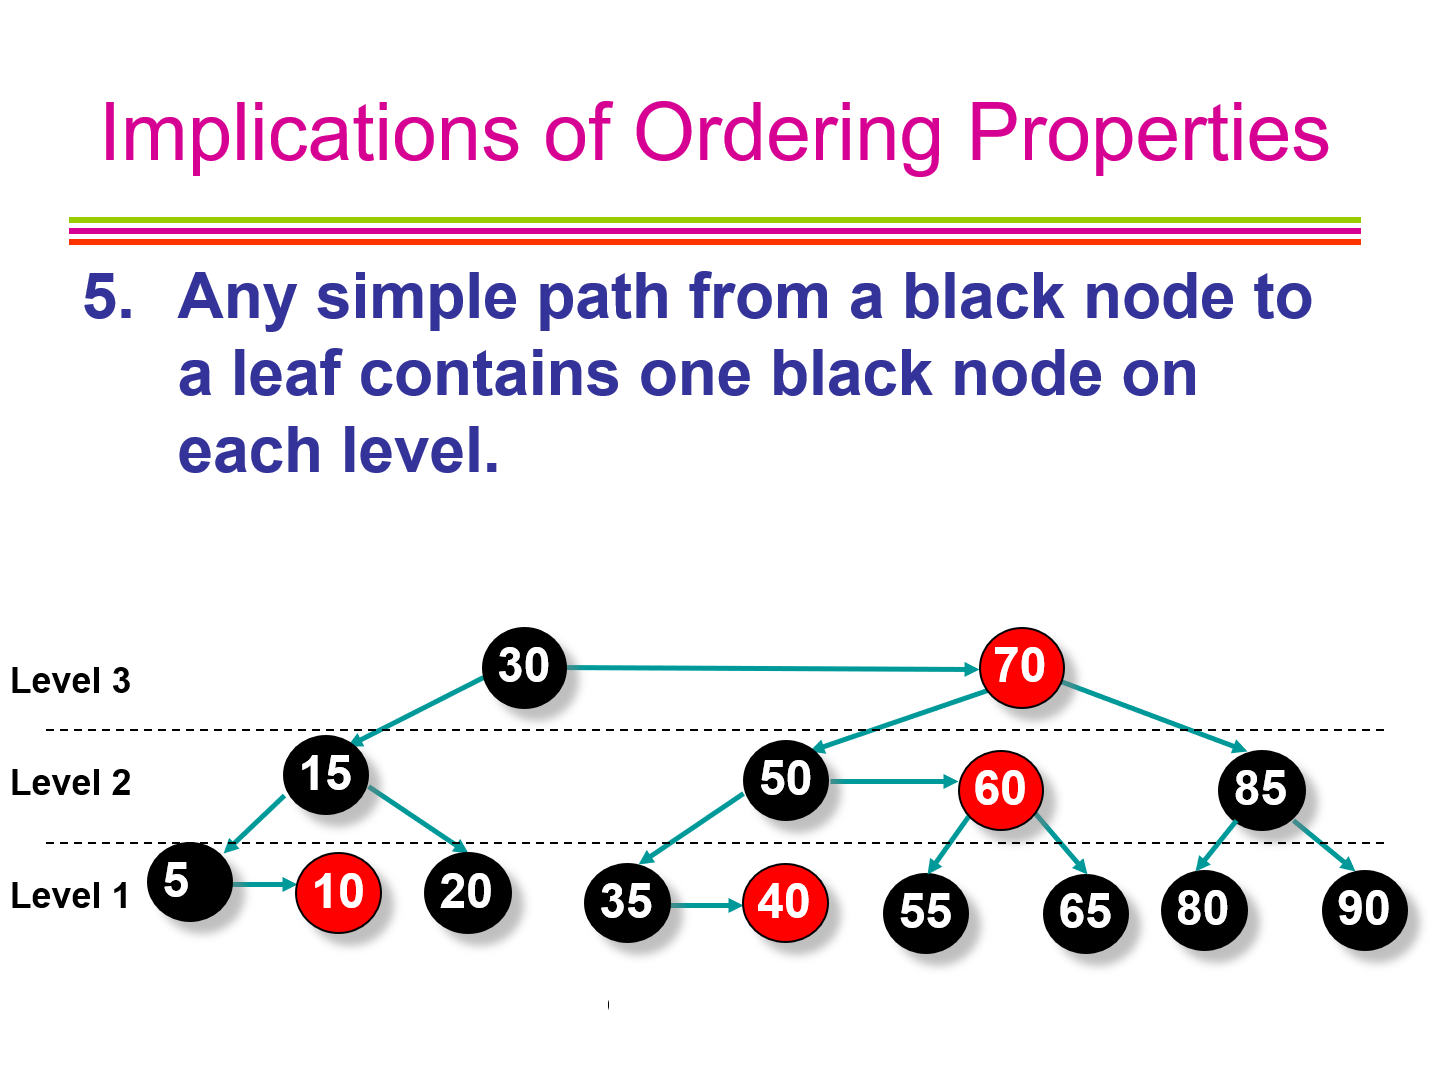 Implications of Ordering Properties
5. Any simple path from a black node to
a leaf contains one black node on
each level.
Level 3 30 70
Level 2 15 50 60 85
Level 1 5 10 20 35 40 55 65 80 90